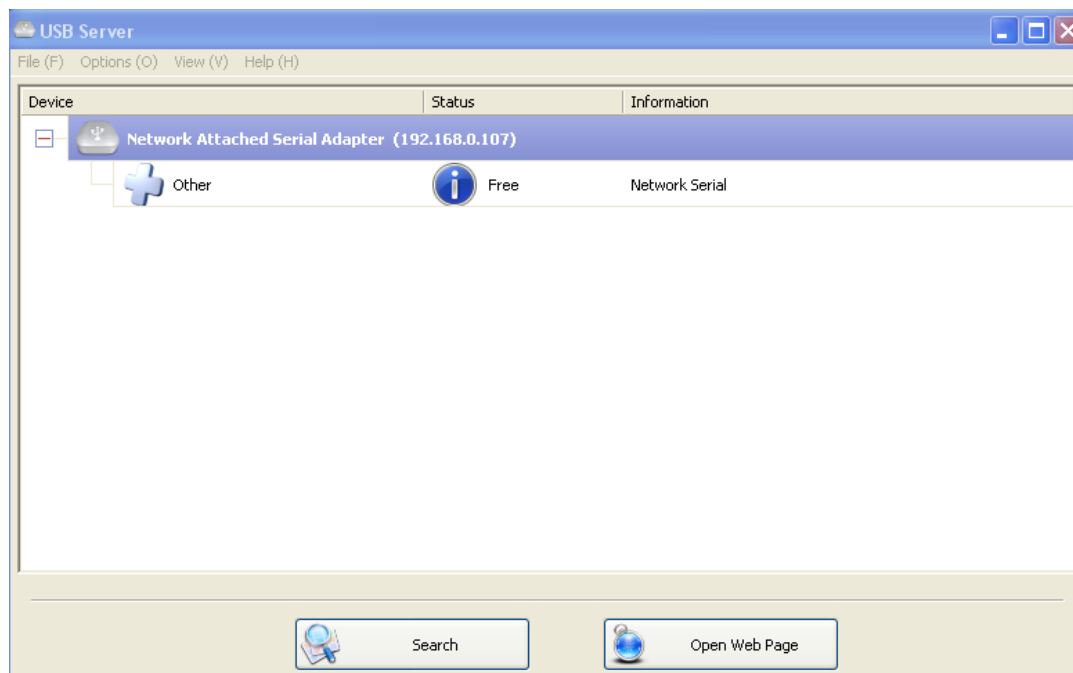 USB Server
File (F) Options (O) View (V) Help (H)
Device Status Information
Network Attached Serial Adapter (192.168.0.107)
Other Free Network Serial
Search Open Web Page